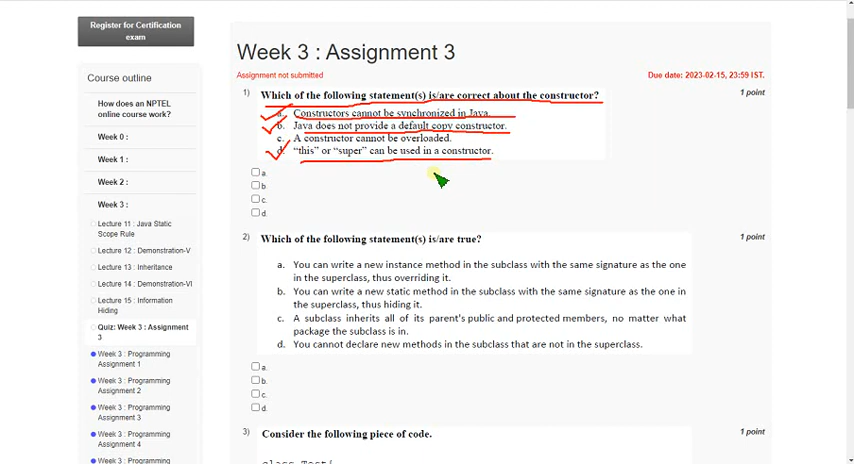 Register for Certification
exam
Course outline
How does an NPTEL
online course work?
Week 0 :
Week 1 :
Week 2 :
Week 3 :
Lecture 11 : Java Static
Scope Rule
Lecture 12 : Demonstration-V
Lecture 13 : Inheritance
Lecture 14 : Demonstration-VI
Lecture 15 : Information
Hiding
Quiz: Week 3 : Assignment
3
Week 3 : Programming
Assignment 1
Week 3 : Programming
Assignment 2
Week 3 : Programming
Assignment 3
Week 3 : Programming
Assignment 4
Week 3 : Programming
Week 3 : Assignment 3
Assignment not submitted
Due date: 2023-02-15, 23:59 IST.
1) Which of the following statement(s) is/are correct about the constructor? 1 point
a. Constructors cannot be synchronized in Java.
b. Java does not provide a default copy constructor.
c. A constructor cannot be overloaded.
d. “this” or “super” can be used in a constructor.
a.
b.
c.
d.
2) Which of the following statement(s) is/are true? 1 point
a. You can write a new instance method in the subclass with the same signature as the one
in the superclass, thus overriding it.
b. You can write a new static method in the subclass with the same signature as the one in
the superclass, thus hiding it.
c. A subclass inherits all of its parent's public and protected members, no matter what
package the subclass is in.
d. You cannot declare new methods in the subclass that are not in the superclass.
a.
b.
c.
d.
3) Consider the following piece of code. 1 point
class Test{